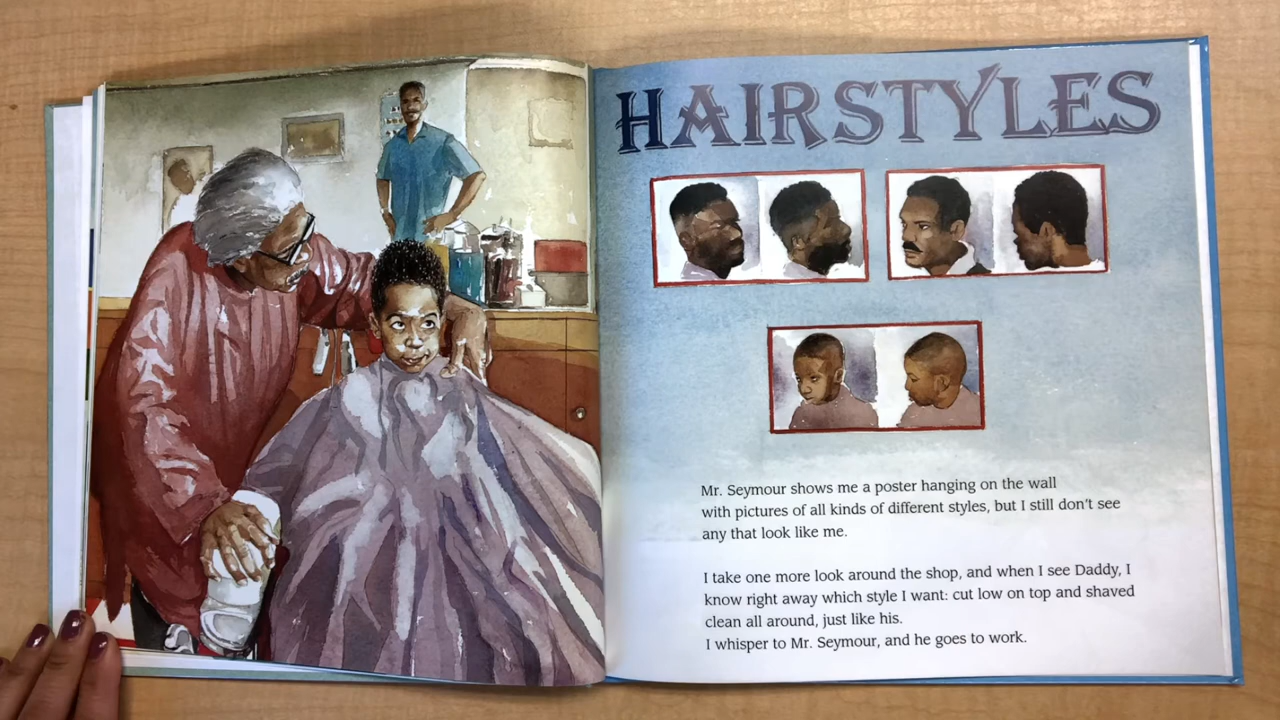 HAIRSTYLES
Mr. Seymour shows me a poster hanging on the wall
with pictures of all kinds of different styles, but I still don't see
any that look like me.
I take one more look around the shop, and when I see Daddy, I
know right away which style I want: cut low on top and shaved
clean all around, just like his.
I whisper to Mr. Seymour, and he goes to work.